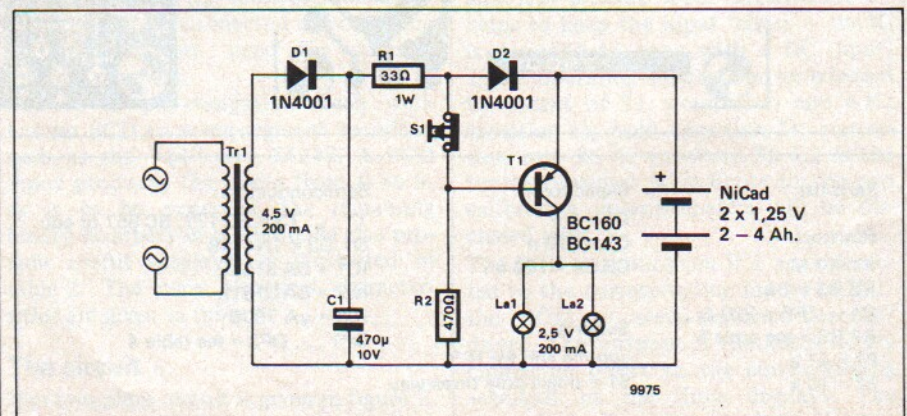 D1
1N4001
R1
33Ω
1W
D2
1N4001
S1
T1
BC160
BC143
Tr1
4,5 V
200 mA
C1
470µ
10V
R2
470Ω
La1
La2
2,5 V
200 mA
+
NiCad
2 x 1,25 V
2 – 4 Ah.
9975